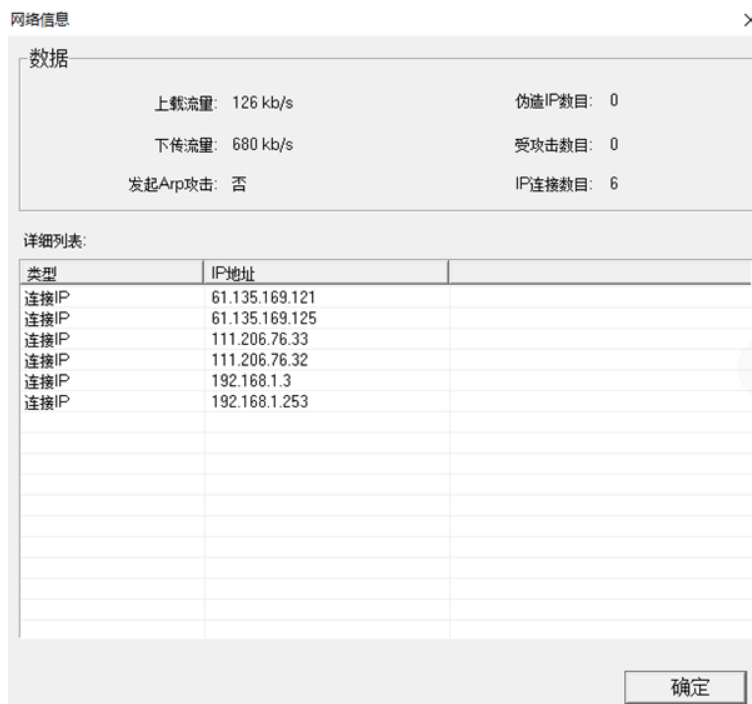 网络信息
数据
上载流量: 126 kb/s 伪造IP数目: 0
下传流量: 680 kb/s 受攻击数目: 0
发起Arp攻击: 否 IP连接数目: 6
详细列表:
类型 IP地址
连接IP 61.135.169.121
连接IP 61.135.169.125
连接IP 111.206.76.33
连接IP 111.206.76.32
连接IP 192.168.1.3
连接IP 192.168.1.253
确定